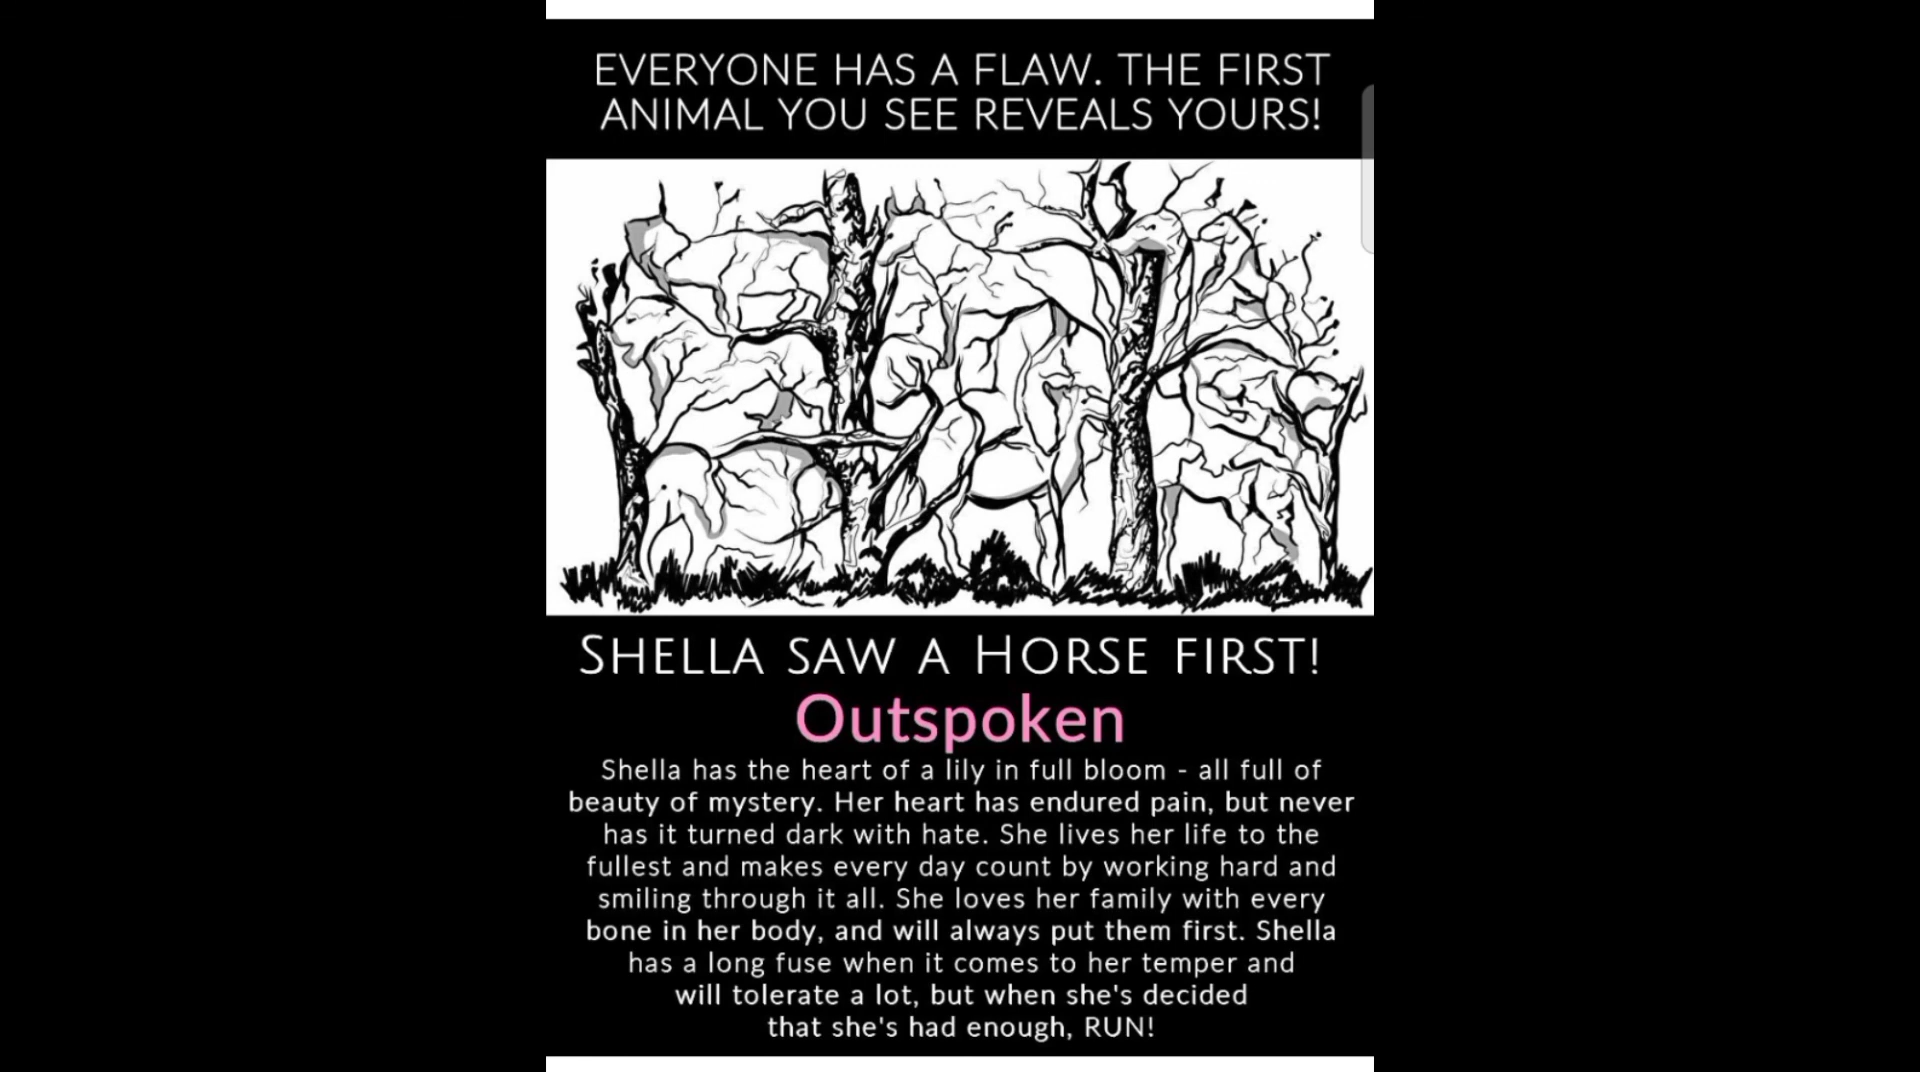 EVERYONE HAS A FLAW. THE FIRST
ANIMAL YOU SEE REVEALS YOURS!
SHELLA SAW A HORSE FIRST!
Outspoken
Shella has the heart of a lily in full bloom - all full of
beauty of mystery. Her heart has endured pain, but never
has it turned dark with hate. She lives her life to the
fullest and makes every day count by working hard and
smiling through it all. She loves her family with every
bone in her body, and will always put them first. Shella
has a long fuse when it comes to her temper and
will tolerate a lot, but when she's decided
that she's had enough, RUN!